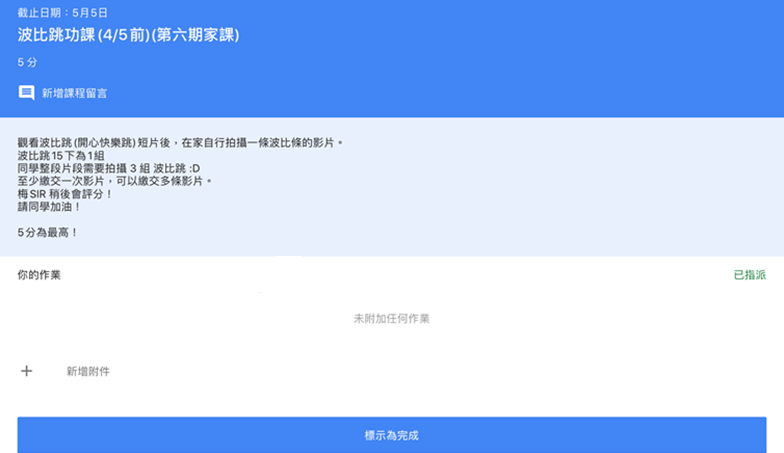 截止日期：5月5日
波比跳功課(4/5前)(第六期家課)
5 分
新增課程留言
觀看波比跳(開心快樂跳)短片後，在家自行拍攝一條波比條的影片。
波比跳15下為1組
同學整段片段需要拍攝 3 組 波比跳 :D
至少繳交一次影片，可以繳交多條影片。
梅SIR 稍後會評分！
請同學加油！
5分為最高！
你的作業
已指派
未附加任何作業
新增附件
標示為完成